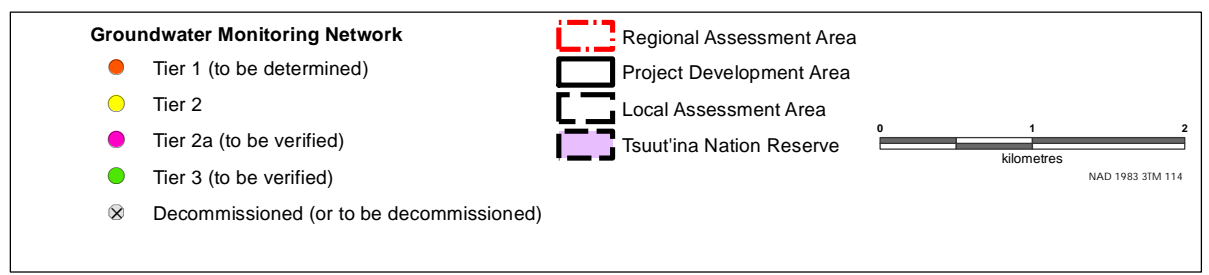 Groundwater Monitoring Network
Tier 1 (to be determined)
Tier 2
Tier 2a (to be verified)
Tier 3 (to be verified)
Decommissioned (or to be decommissioned)
Regional Assessment Area
Project Development Area
Local Assessment Area
Tsuut'ina Nation Reserve
0 1 2
kilometres
NAD 1983 3TM 114